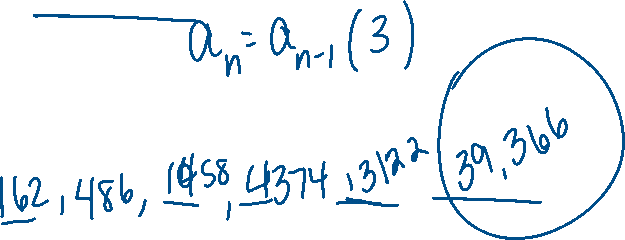 aₙ = aₙ₋₁ (3)
162, 486, 1458, 4374, 13122 39,366